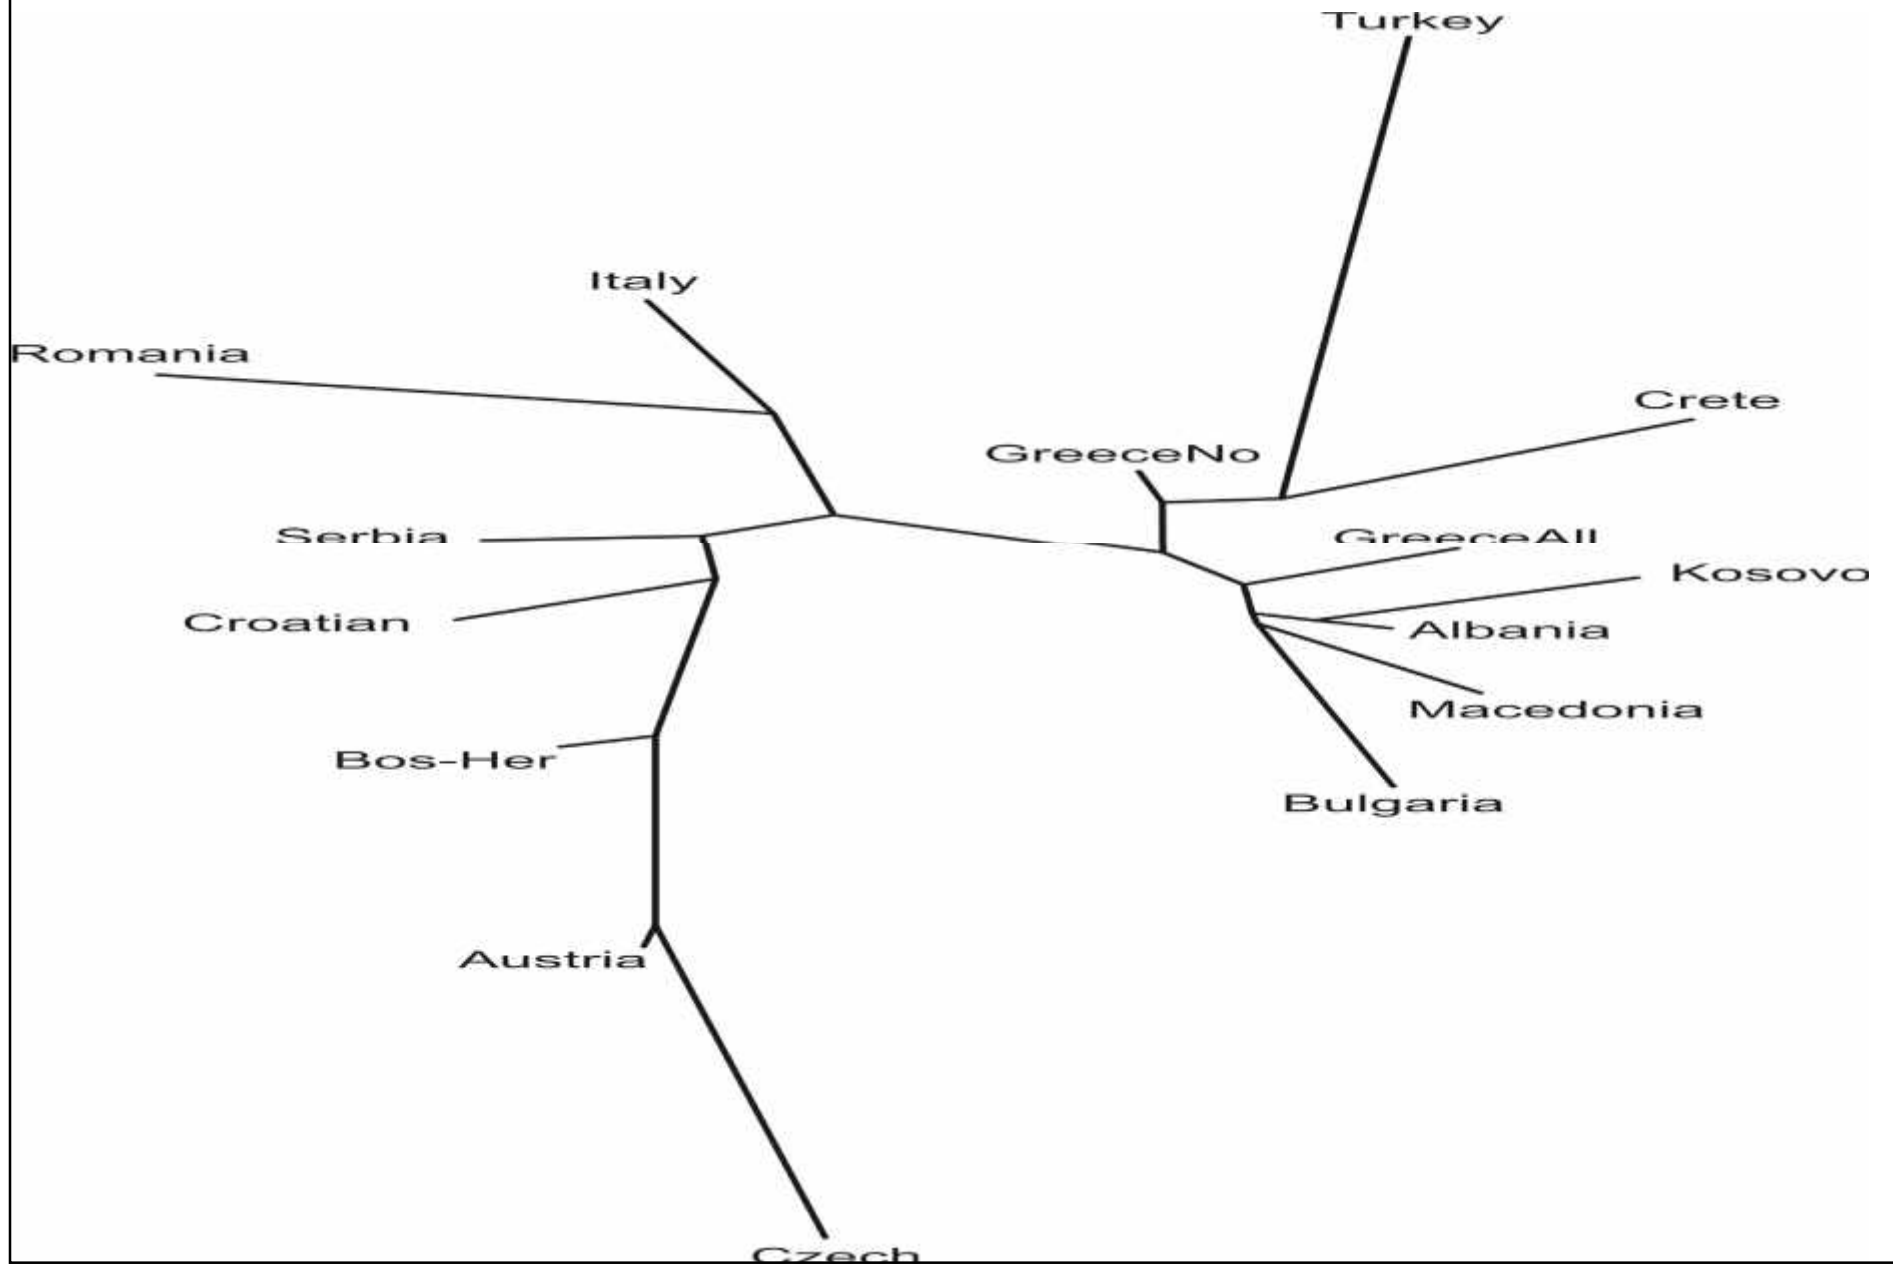 Turkey
Italy
Romania
Crete
GreeceNo
Serbia
GreeceAll
Kosovo
Croatian
Albania
Macedonia
Bos-Her
Bulgaria
Austria
Czech